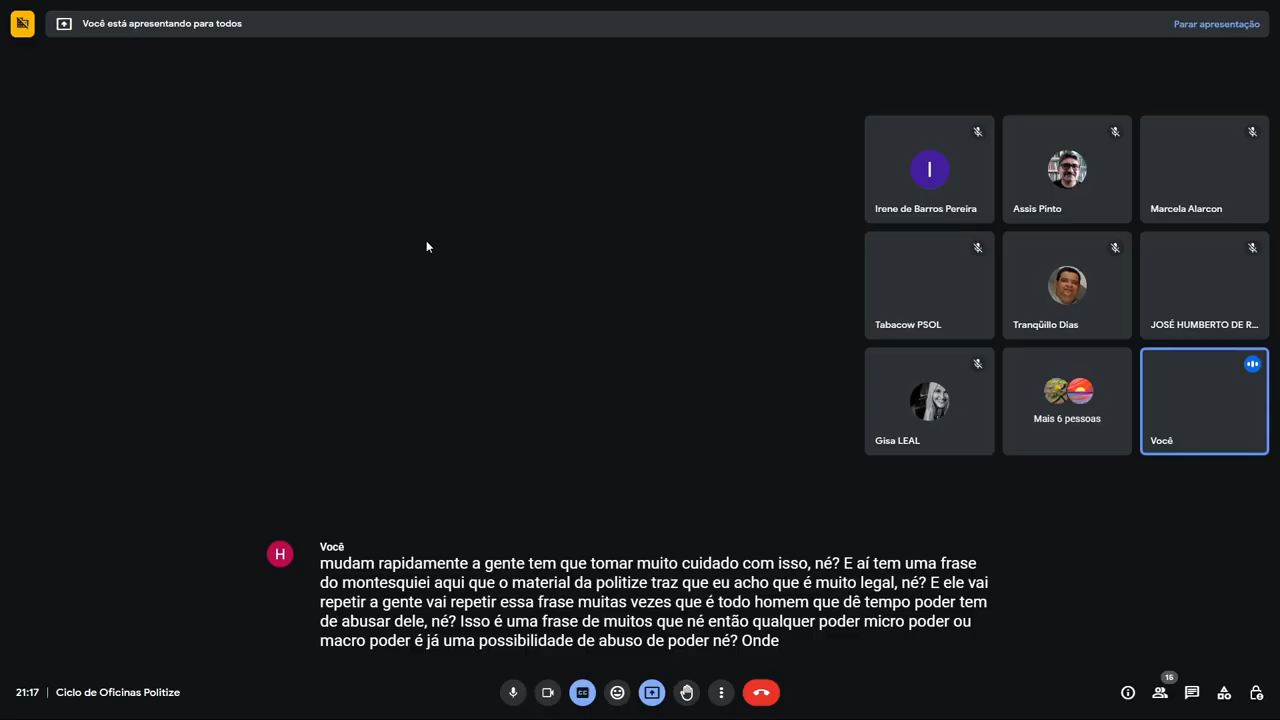 Você está apresentando para todos
Parar apresentação
I
Irene de Barros Pereira
Assis Pinto
Marcela Alarcon
Tabacow PSOL
Tranqüillo Dias
JOSÉ HUMBERTO DE R...
Gisa LEAL
Mais 6 pessoas
Você
H
Você
mudam rapidamente a gente tem que tomar muito cuidado com isso, né? E aí tem uma frase
do montesquiei aqui que o material da politize traz que eu acho que é muito legal, né? E ele vai
repetir a gente vai repetir essa frase muitas vezes que é todo homem que dê tempo poder tem
de abusar dele, né? Isso é uma frase de muitos que né então qualquer poder micro poder ou
macro poder é já uma possibilidade de abuso de poder né? Onde
21:17 | Ciclo de Oficinas Politize
CC
15